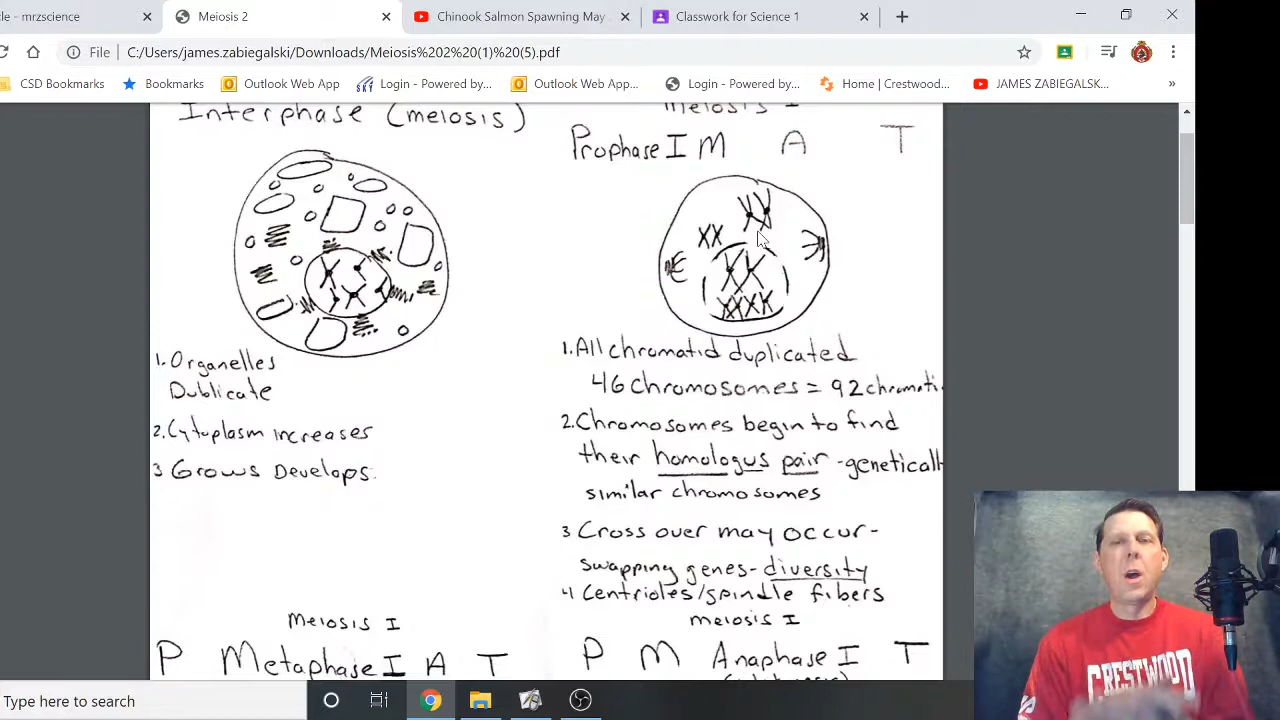 cle - mrzscience
Meiosis 2
Chinook Salmon Spawning May
Classwork for Science 1
File C:/Users/james.zabiegalski/Downloads/Meiosis%202%20(1)%20(5).pdf
CSD Bookmarks
Bookmarks
Outlook Web App
Login - Powered by...
Outlook Web App...
Login - Powered by...
Home | Crestwood...
JAMES ZABIEGALSK...
»
Interphase (meiosis)
1. Organelles
Dublicate
2. Cytoplasm increases
3 Grows Develops.
Meiosis I
Prophase I M A T
1. All chromatid duplicated
46 chromosomes = 92 chromati
2. Chromosomes begin to find
their homologus pair - genetically
similar chromosomes
3 Cross over may occur -
swapping genes - diversity
4 Centrioles/spindle fibers
Meiosis I
P Metaphase I A T
meiosis I
P M Anaphase I T
CRESTWOOD
Type here to search